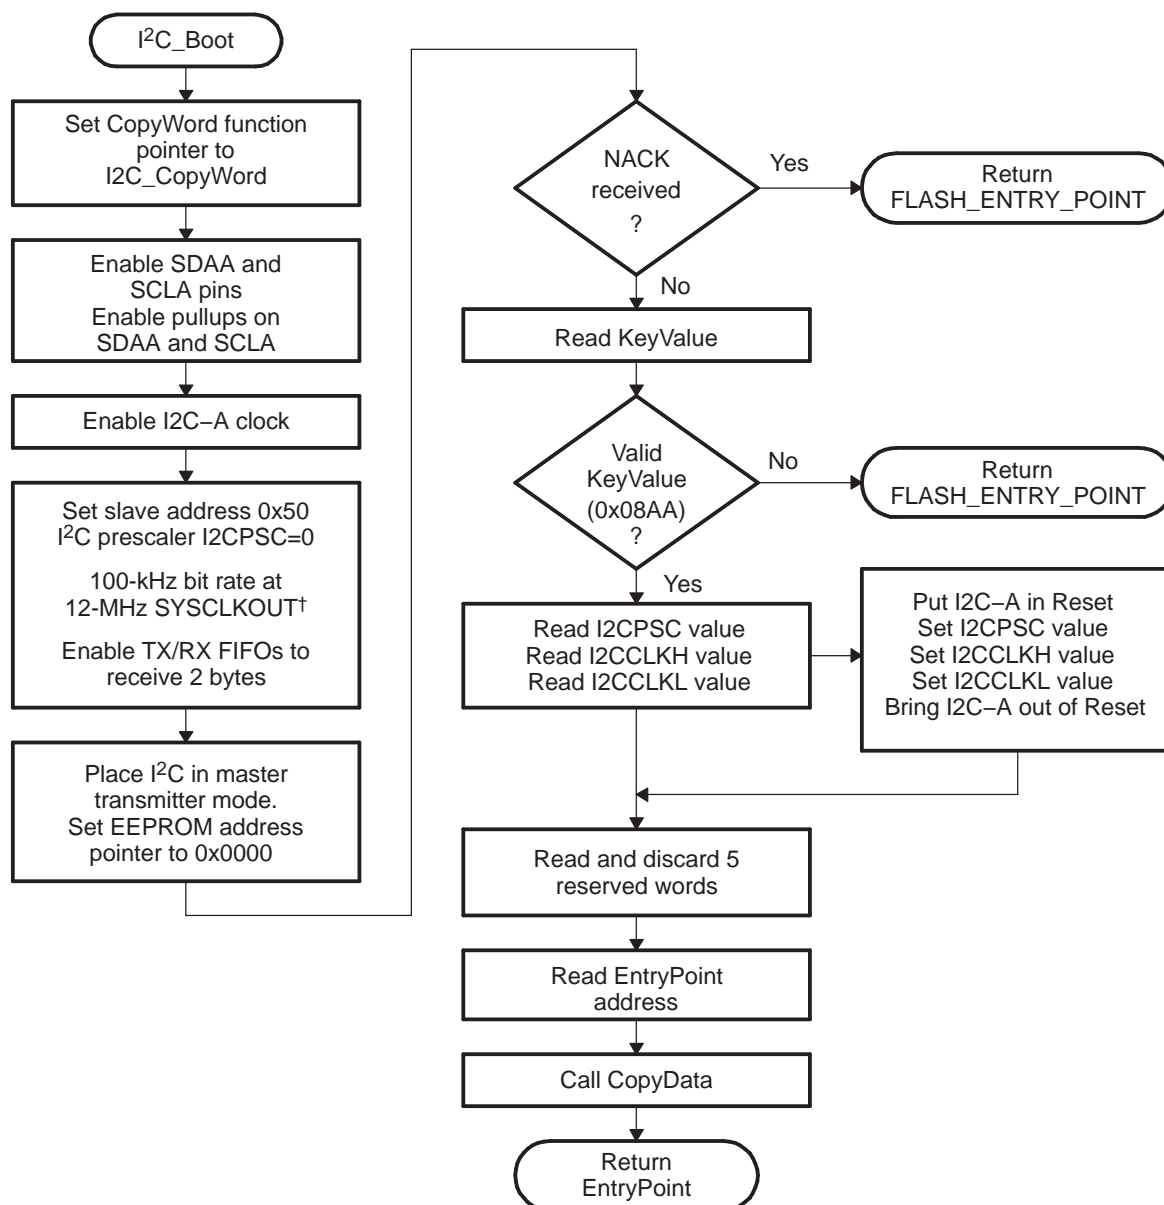 I²C_Boot
Set CopyWord function
pointer to
I2C_CopyWord
Enable SDAA and
SCLA pins
Enable pullups on
SDAA and SCLA
Enable I2C−A clock
Set slave address 0x50
I²C prescaler I2CPSC=0
100-kHz bit rate at
12-MHz SYSCLKOUT†
Enable TX/RX FIFOs to
receive 2 bytes
Place I²C in master
transmitter mode.
Set EEPROM address
pointer to 0x0000
NACK
received
?
Yes
Return
FLASH_ENTRY_POINT
No
Read KeyValue
Valid
KeyValue
(0x08AA)
?
No
Return
FLASH_ENTRY_POINT
Yes
Read I2CPSC value
Read I2CCLKH value
Read I2CCLKL value
Put I2C−A in Reset
Set I2CPSC value
Set I2CCLKH value
Set I2CCLKL value
Bring I2C−A out of Reset
Read and discard 5
reserved words
Read EntryPoint
address
Call CopyData
Return
EntryPoint